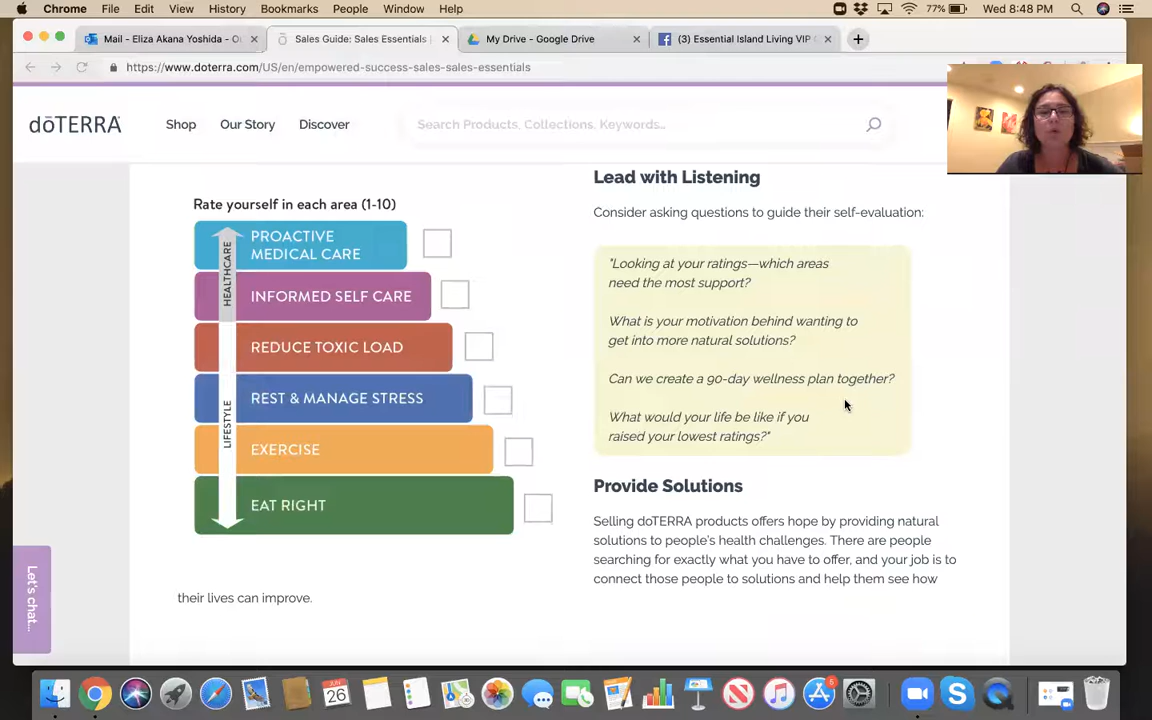 Chrome File Edit View History Bookmarks People Window Help
77% Wed 8:48 PM
Mail - Eliza Akana Yoshida - O
Sales Guide: Sales Essentials
My Drive - Google Drive
(3) Essential Island Living VIP
https://www.doterra.com/US/en/empowered-success-sales-sales-essentials
dōTERRA
Shop Our Story Discover
Search Products, Collections, Keywords...
Rate yourself in each area (1-10)
HEALTHCARE
LIFESTYLE
PROACTIVE
MEDICAL CARE
INFORMED SELF CARE
REDUCE TOXIC LOAD
REST & MANAGE STRESS
EXERCISE
EAT RIGHT
Lead with Listening
Consider asking questions to guide their self-evaluation:
"Looking at your ratings—which areas
need the most support?
What is your motivation behind wanting to
get into more natural solutions?
Can we create a 90-day wellness plan together?
What would your life be like if you
raised your lowest ratings?"
Provide Solutions
Selling doTERRA products offers hope by providing natural
solutions to people's health challenges. There are people
searching for exactly what you have to offer, and your job is to
connect those people to solutions and help them see how
their lives can improve.
Let's chat...
JUN
26
5